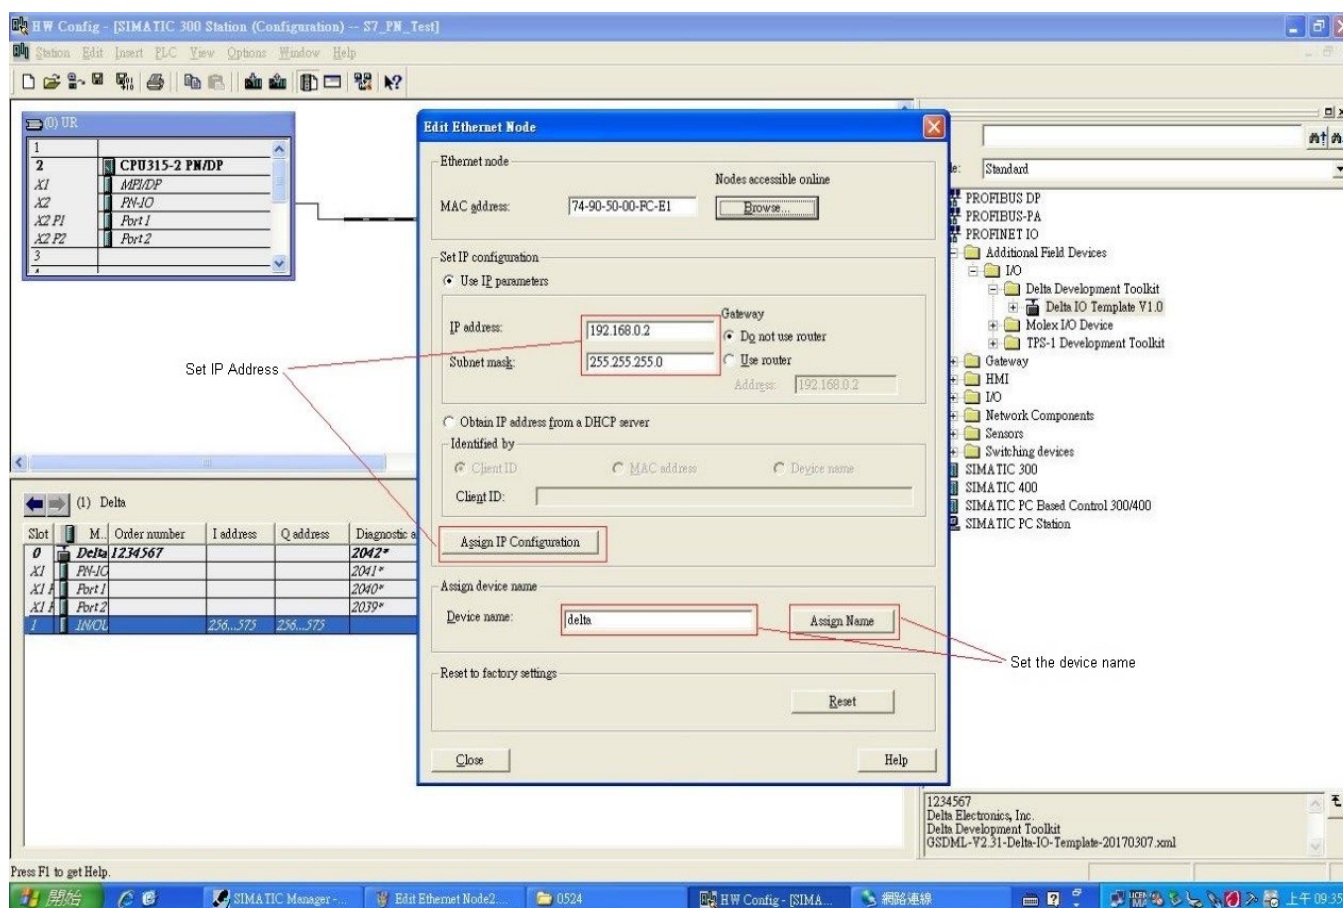 HW Config - [SIMATIC 300 Station (Configuration) -- S7_PN_Test]
Station Edit Insert PLC View Options Window Help
(0) UR
1
2 CPU315-2 PN/DP
X1 MPI/DP
X2 PN-IO
X2 P1 Port 1
X2 P2 Port 2
3
Set IP Address
(1) Delta
Slot M.. Order number I address Q address Diagnostic a
0 Delta 1234567 2042*
X1 PN-IO 2041*
X1 P Port 1 2040*
X1 P Port 2 2039*
1 IN/OU 256...575 256...575
Edit Ethernet Node
Ethernet node
Nodes accessible online
MAC address: 74-90-50-00-FC-E1 Browse...
Set IP configuration
Use IP parameters
Gateway
IP address: 192.168.0.2 Do not use router
Subnet mask: 255.255.255.0 Use router
Address: 192.168.0.2
Obtain IP address from a DHCP server
Identified by
Client ID MAC address Device name
Client ID:
Assign IP Configuration
Assign device name
Device name: delta Assign Name
Set the device name
Reset to factory settings
Reset
Close Help
Standard
PROFIBUS DP
PROFIBUS-PA
PROFINET IO
Additional Field Devices
I/O
Delta Development Toolkit
Delta IO Template V1.0
Molex I/O Device
TPS-1 Development Toolkit
Gateway
HMI
I/O
Network Components
Sensors
Switching devices
SIMATIC 300
SIMATIC 400
SIMATIC PC Based Control 300/400
SIMATIC PC Station
1234567
Delta Electronics, Inc.
Delta Development Toolkit
GSDML-V2.31-Delta-IO-Template-20170307.xml
Press F1 to get Help.
開始 SIMATIC Manager -... Edit Ethernet Node2... 0524 HW Config - [SIMA... 網路連線 上午 09:35